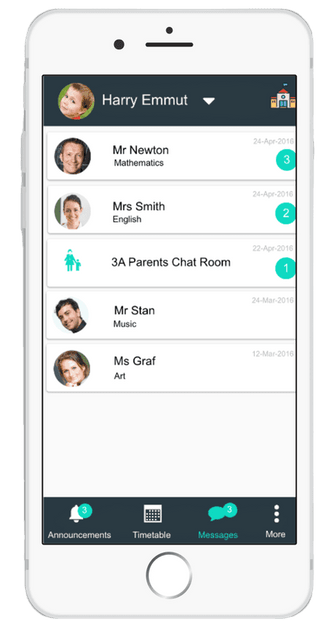 Harry Emmut
24-Apr-2016
Mr Newton
Mathematics
3
24-Apr-2016
Mrs Smith
English
2
22-Apr-2016
3A Parents Chat Room
1
24-Mar-2016
Mr Stan
Music
12-Mar-2016
Ms Graf
Art
3
3
Announcements
Timetable
Messages
More